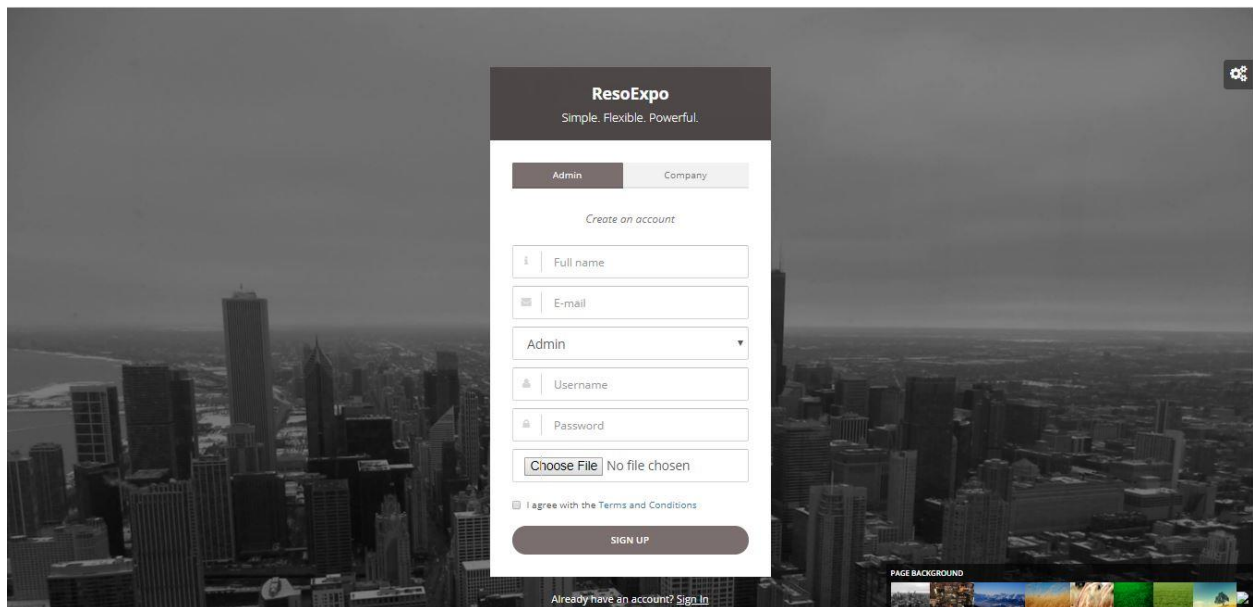 ResoExpo
Simple. Flexible. Powerful.
Admin
Company
Create an account
Full name
E-mail
Admin
Username
Password
Choose File No file chosen
I agree with the Terms and Conditions
SIGN UP
Already have an account? Sign In
PAGE BACKGROUND